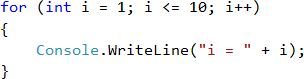 for (int i = 1; i <= 10; i++)
{
    Console.WriteLine("i = " + i);
}